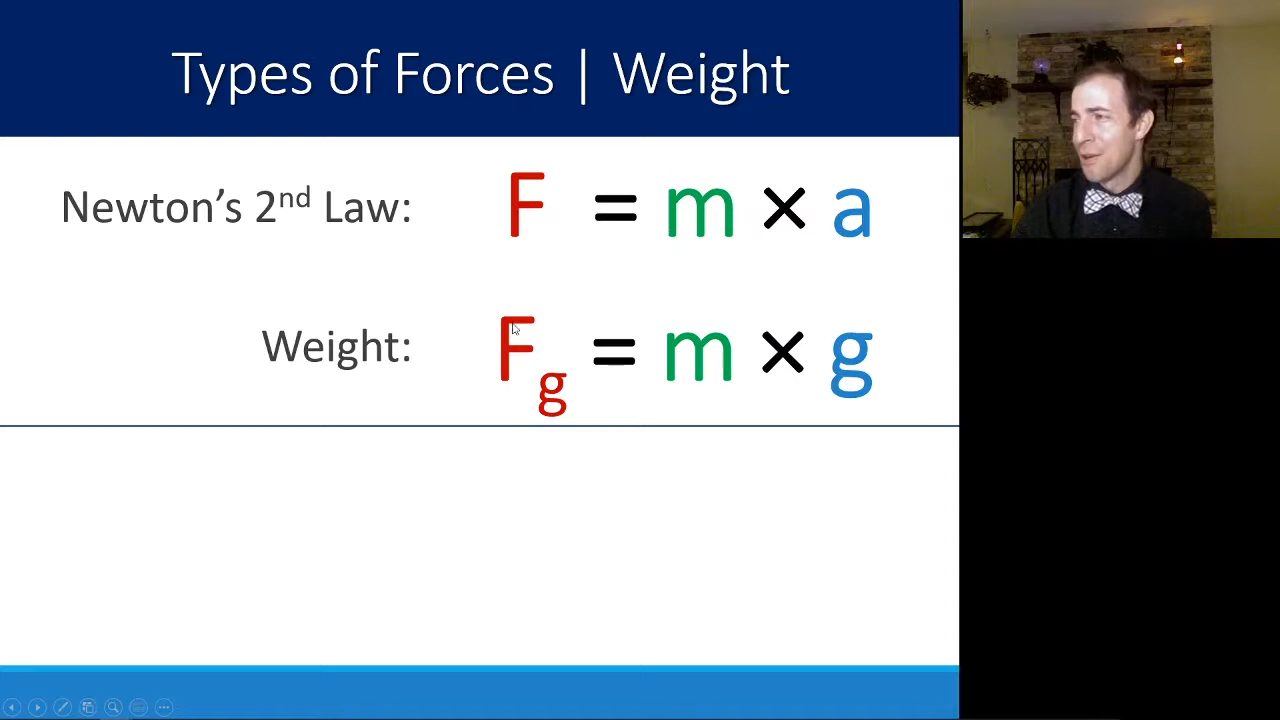 Types of Forces | Weight
Newton's 2nd Law: F = m × a
Weight: Fg = m × g